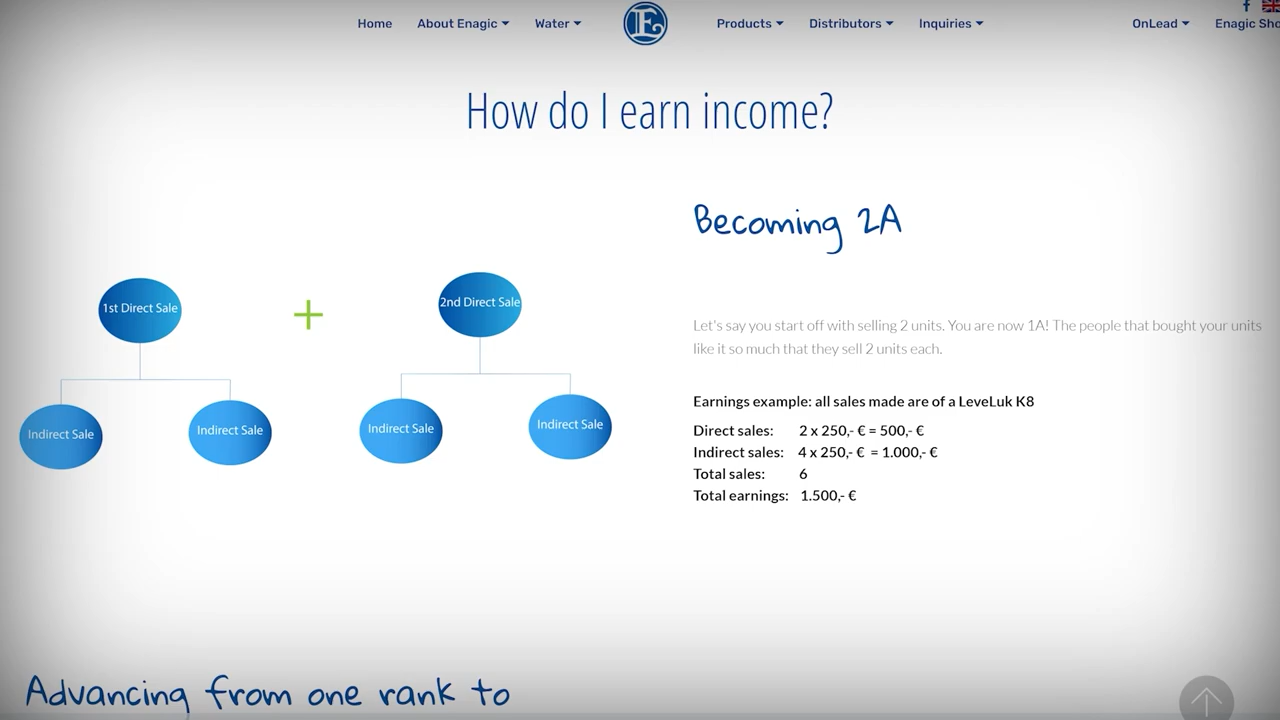 Home
About Enagic
Water
E
Products
Distributors
Inquiries
OnLead
Enagic Sho
How do I earn income?
Becoming 2A
1st Direct Sale
+
2nd Direct Sale
Indirect Sale
Indirect Sale
Indirect Sale
Indirect Sale
Let's say you start off with selling 2 units. You are now 1A! The people that bought your units
like it so much that they sell 2 units each.
Earnings example: all sales made are of a LeveLuk K8
Direct sales: 2 x 250,- € = 500,- €
Indirect sales: 4 x 250,- € = 1.000,- €
Total sales: 6
Total earnings: 1.500,- €
Advancing from one rank to